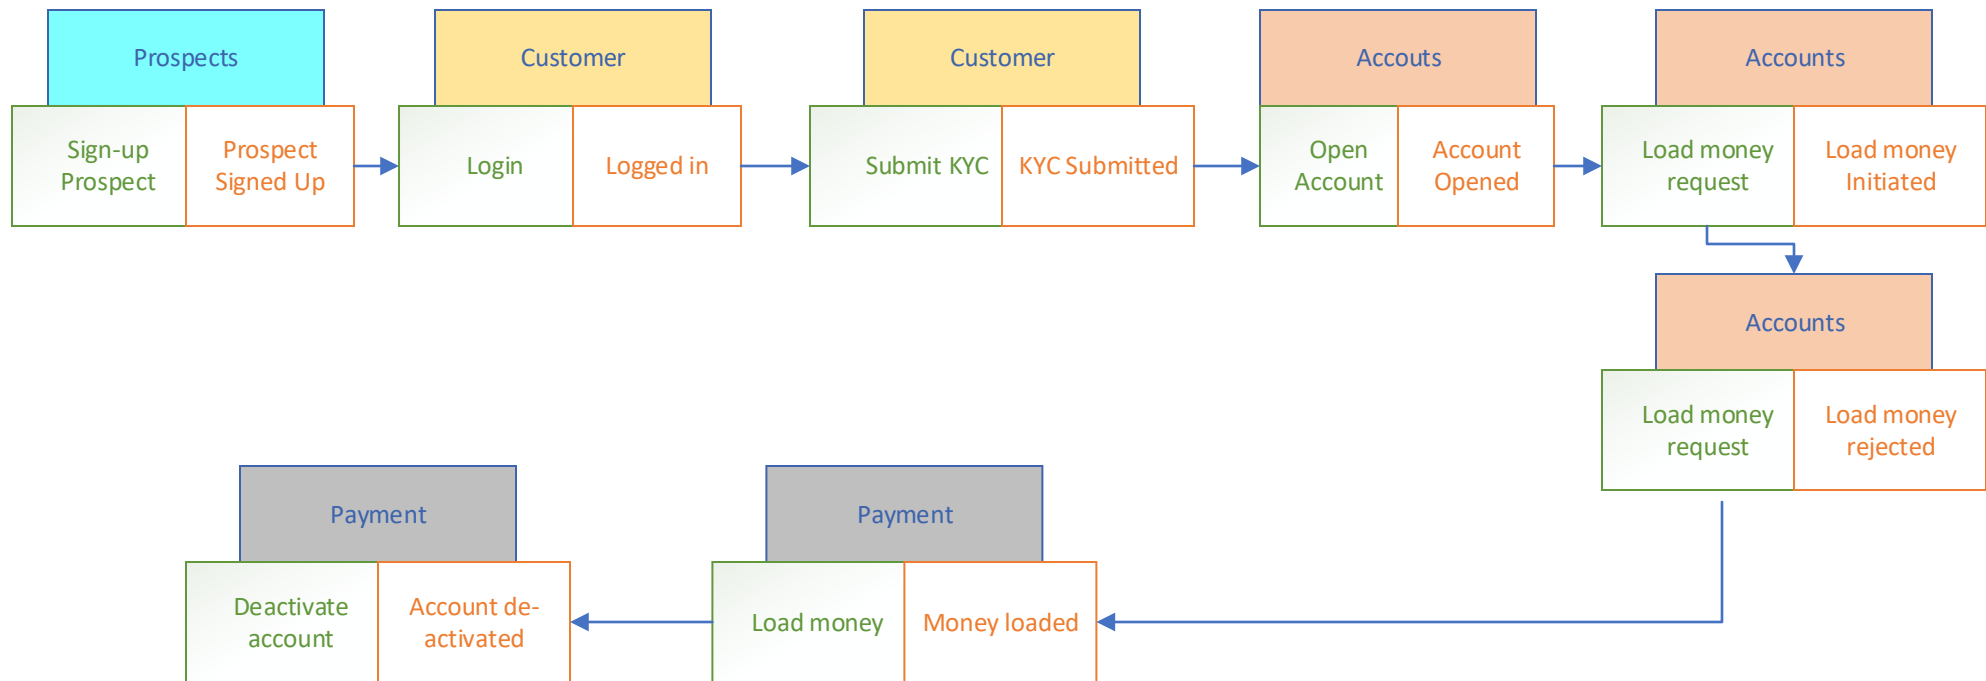 Prospects
Sign-up
Prospect
Prospect
Signed Up
Customer
Login
Logged in
Customer
Submit KYC
KYC Submitted
Accouts
Open
Account
Account
Opened
Accounts
Load money
request
Load money
Initiated
Accounts
Load money
request
Load money
rejected
Payment
Load money
Money loaded
Payment
Deactivate
account
Account de-
activated